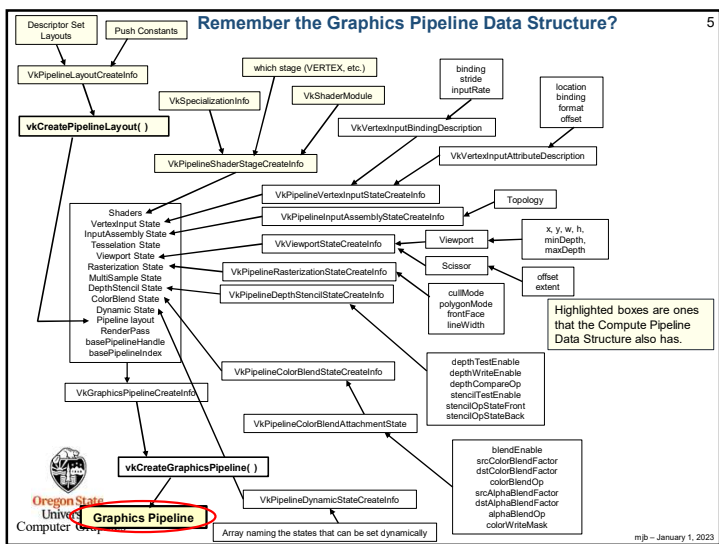 Remember the Graphics Pipeline Data Structure?
5
Descriptor Set
Layouts
Push Constants
VkPipelineLayoutCreateInfo
vkCreatePipelineLayout( )
which stage (VERTEX, etc.)
VkSpecializationInfo
VkShaderModule
VkPipelineShaderStageCreateInfo
binding
stride
inputRate
location
binding
format
offset
VkVertexInputBindingDescription
VkVertexInputAttributeDescription
VkPipelineVertexInputStateCreateInfo
Topology
VkPipelineInputAssemblyStateCreateInfo
Shaders
VertexInput State
InputAssembly State
Tesselation State
Viewport State
Rasterization State
MultiSample State
DepthStencil State
ColorBlend State
Dynamic State
Pipeline layout
RenderPass
basePipelineHandle
basePipelineIndex
VkViewportStateCreateInfo
Viewport
x, y, w, h,
minDepth,
maxDepth
Scissor
offset
extent
VkPipelineRasterizationStateCreateInfo
cullMode
polygonMode
frontFace
lineWidth
VkPipelineDepthStencilStateCreateInfo
Highlighted boxes are ones
that the Compute Pipeline
Data Structure also has.
depthTestEnable
depthWriteEnable
depthCompareOp
stencilTestEnable
stencilOpStateFront
stencilOpStateBack
VkPipelineColorBlendStateCreateInfo
VkGraphicsPipelineCreateInfo
VkPipelineColorBlendAttachmentState
blendEnable
srcColorBlendFactor
dstColorBlendFactor
colorBlendOp
srcAlphaBlendFactor
dstAlphaBlendFactor
alphaBlendOp
colorWriteMask
vkCreateGraphicsPipeline( )
VkPipelineDynamicStateCreateInfo
Graphics Pipeline
Array naming the states that can be set dynamically
Oregon State
Computer
mjb – January 1, 2023